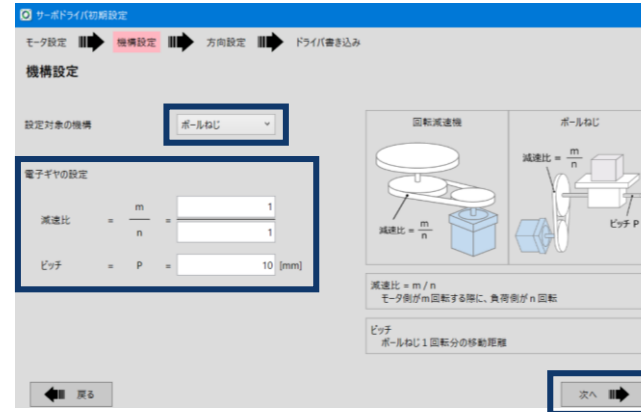 サーボドライバ初期設定
モータ設定 機構設定 方向設定 ドライバ書き込み
機構設定
設定対象の機構
ボールねじ
電子ギヤの設定
減速比 = m / n = 1 / 1
ピッチ = P = 10 [mm]
回転減速機
減速比 = m / n
ボールねじ
減速比 = m / n
ピッチ P
減速比 = m / n
モータ側がm回転する際に、負荷側がn回転
ピッチ
ボールねじ1回転分の移動距離
戻る
次へ